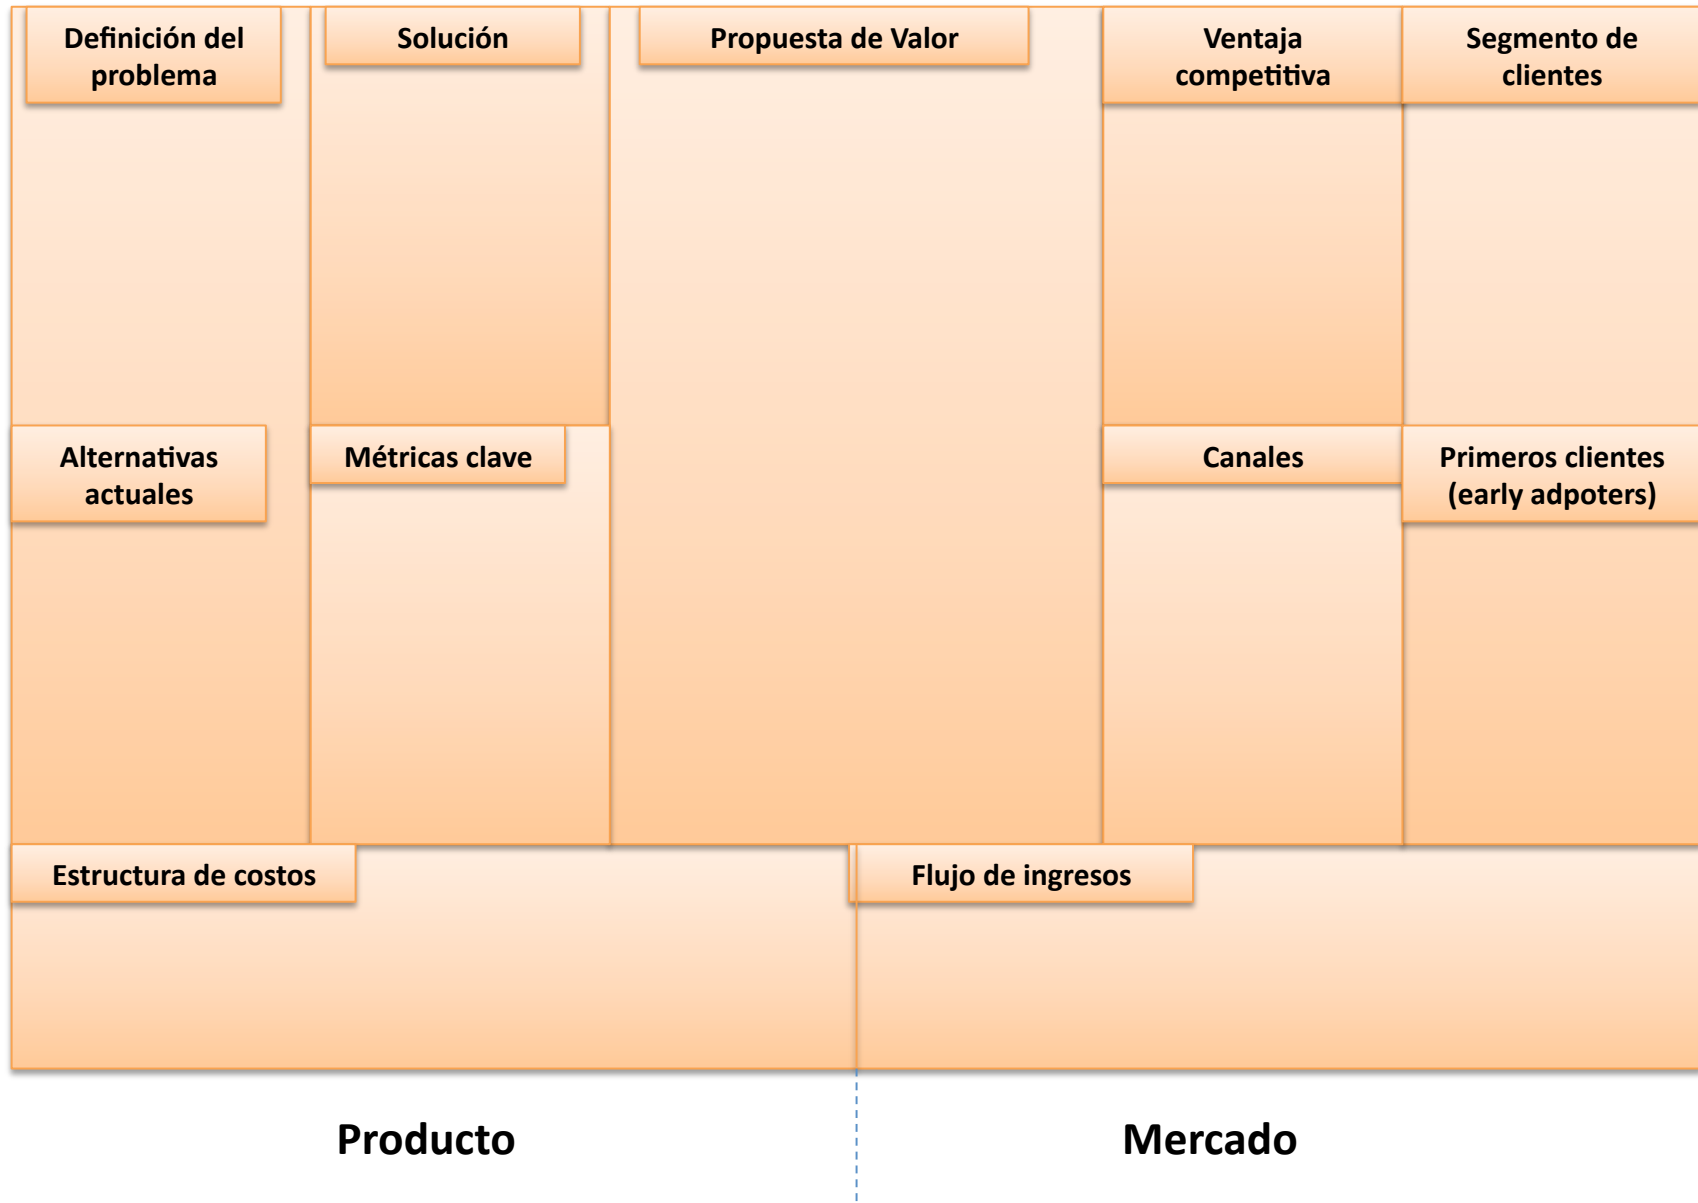 Definición del
problema
Solución
Propuesta de Valor
Ventaja
competitiva
Segmento de
clientes
Alternativas
actuales
Métricas clave
Canales
Primeros clientes
(early adpoters)
Estructura de costos
Flujo de ingresos
Producto
Mercado